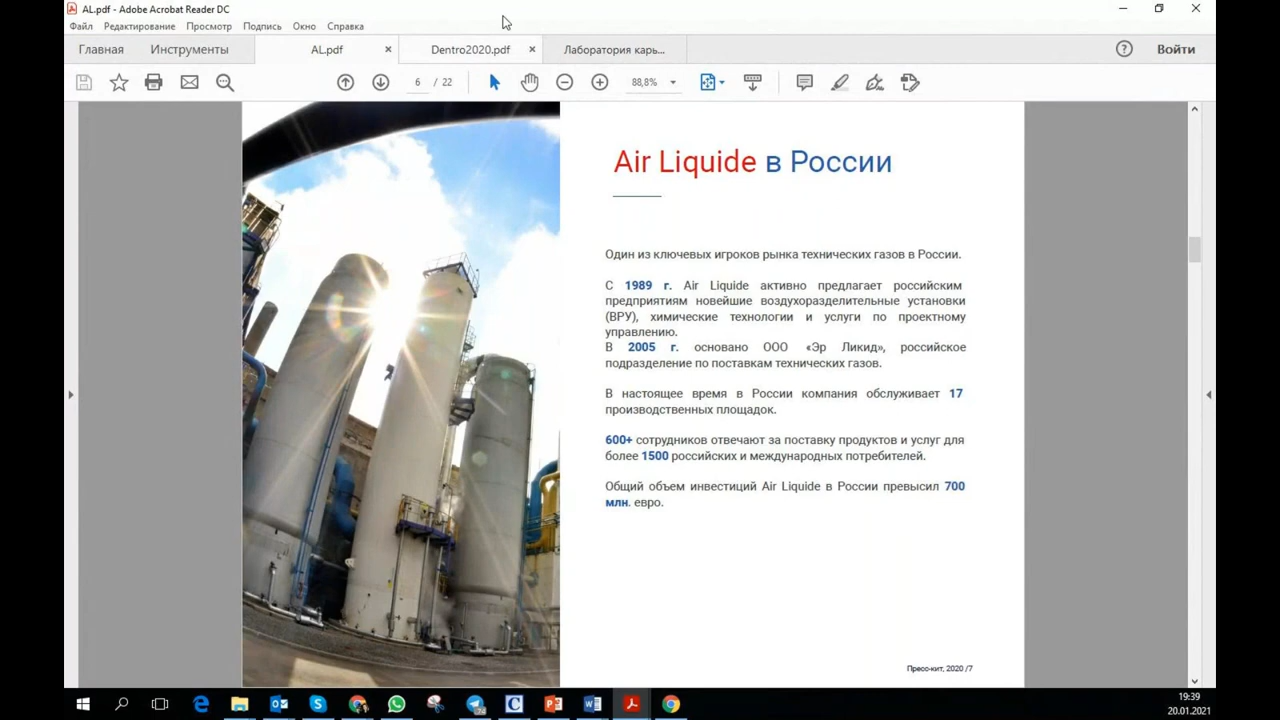 AL.pdf - Adobe Acrobat Reader DC
Файл Редактирование Просмотр Подпись Окно Справка
Главная Инструменты AL.pdf Dentro2020.pdf Лаборатория карь... Войти
6 / 22 88,8%
Air Liquide в России
Один из ключевых игроков рынка технических газов в России.
С 1989 г. Air Liquide активно предлагает российским
предприятиям новейшие воздухоразделительные установки
(ВРУ), химические технологии и услуги по проектному
управлению.
В 2005 г. основано ООО «Эр Ликид», российское
подразделение по поставкам технических газов.
В настоящее время в России компания обслуживает 17
производственных площадок.
600+ сотрудников отвечают за поставку продуктов и услуг для
более 1500 российских и международных потребителей.
Общий объем инвестиций Air Liquide в России превысил 700
млн. евро.
Пресс-кит, 2020 /7
19:39
20.01.2021